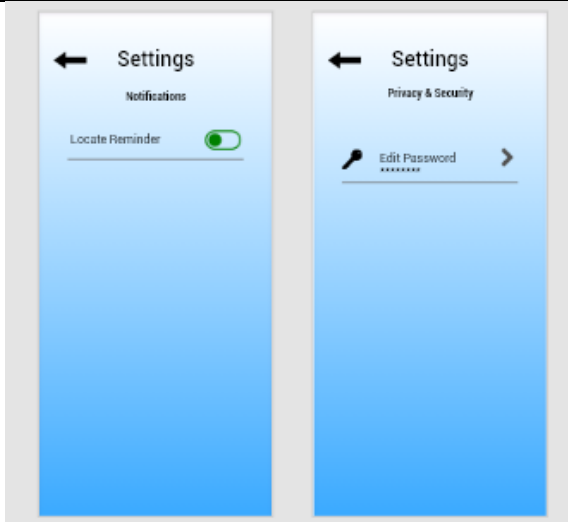 Settings
Notifications
Locate Reminder
Settings
Privacy & Security
Edit Password
********